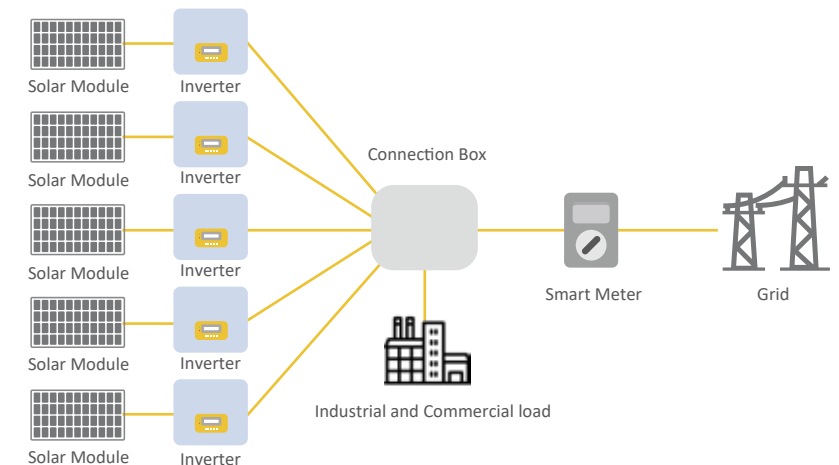 Solar Module
Inverter
Connection Box
Solar Module
Inverter
Solar Module
Inverter
Smart Meter
Grid
Solar Module
Inverter
Industrial and Commercial load
Solar Module
Inverter